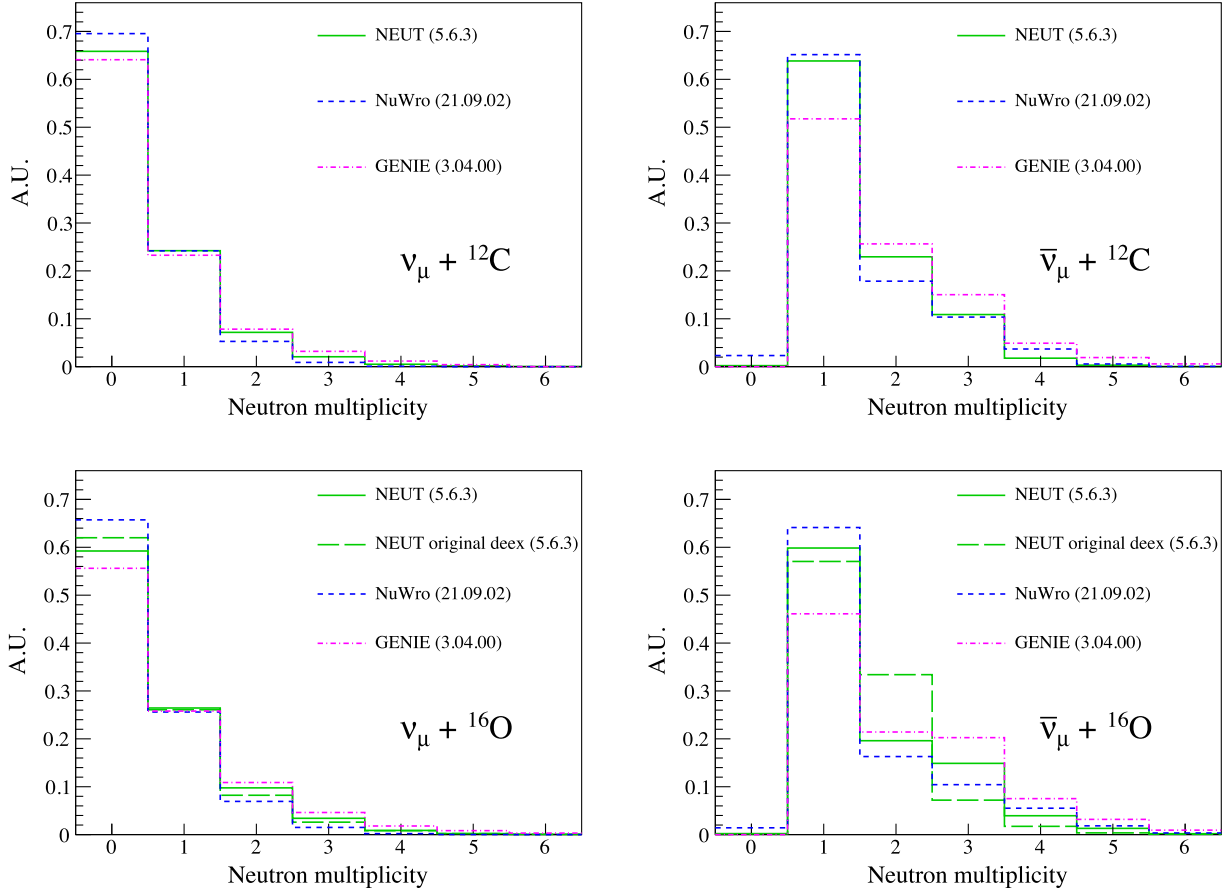 A.U.
0.7
0.6
0.5
0.4
0.3
0.2
0.1
0
NEUT (5.6.3)
NuWro (21.09.02)
GENIE (3.04.00)
νμ + ¹²C
0 1 2 3 4 5 6
Neutron multiplicity
A.U.
0.7
0.6
0.5
0.4
0.3
0.2
0.1
0
NEUT (5.6.3)
NuWro (21.09.02)
GENIE (3.04.00)
ν̅μ + ¹²C
0 1 2 3 4 5 6
Neutron multiplicity
A.U.
0.7
0.6
0.5
0.4
0.3
0.2
0.1
0
NEUT (5.6.3)
NEUT original deex (5.6.3)
NuWro (21.09.02)
GENIE (3.04.00)
νμ + ¹⁶O
0 1 2 3 4 5 6
Neutron multiplicity
A.U.
0.7
0.6
0.5
0.4
0.3
0.2
0.1
0
NEUT (5.6.3)
NEUT original deex (5.6.3)
NuWro (21.09.02)
GENIE (3.04.00)
ν̅μ + ¹⁶O
0 1 2 3 4 5 6
Neutron multiplicity